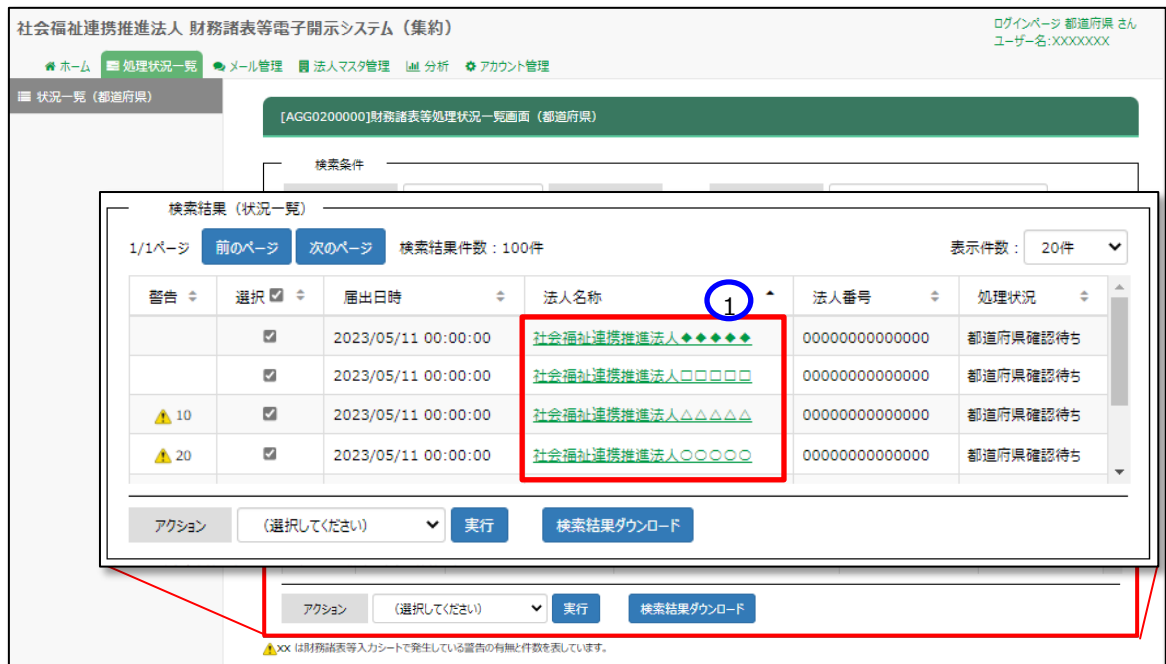 社会福祉連携推進法人 財務諸表等電子開示システム（集約）
ログインページ 都道府県 さん
ユーザー名:XXXXXXX
ホーム 処理状況一覧 メール管理 法人マスタ管理 分析 アカウント管理
状況一覧（都道府県）
[AGG0200000]財務諸表等処理状況一覧画面（都道府県）
検索条件
検索結果（状況一覧）
1/1ページ 前のページ 次のページ 検索結果件数：100件 表示件数： 20件
警告 選択 届出日時 法人名称 1 法人番号 処理状況
2023/05/11 00:00:00 社会福祉連携推進法人◆◆◆◆◆ 00000000000000 都道府県確認待ち
2023/05/11 00:00:00 社会福祉連携推進法人□□□□□ 00000000000000 都道府県確認待ち
10 2023/05/11 00:00:00 社会福祉連携推進法人△△△△△ 00000000000000 都道府県確認待ち
20 2023/05/11 00:00:00 社会福祉連携推進法人○○○○○ 00000000000000 都道府県確認待ち
アクション （選択してください） 実行 検索結果ダウンロード
アクション （選択してください） 実行 検索結果ダウンロード
xx は財務諸表等入力シートで発生している警告の有無と件数を表しています。